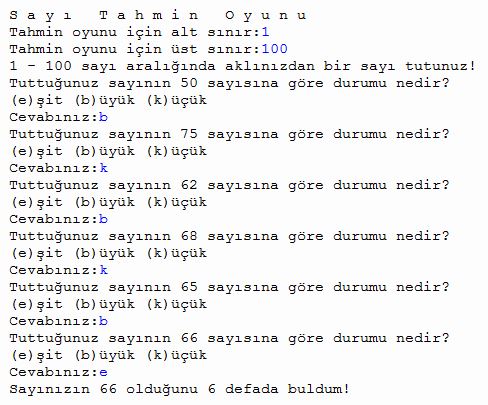 S a y ı   T a h m i n   O y u n u
Tahmin oyunu için alt sınır:1
Tahmin oyunu için üst sınır:100
1 - 100 sayı aralığında aklınızdan bir sayı tutunuz!
Tuttuğunuz sayının 50 sayısına göre durumu nedir?
(e)şit (b)üyük (k)üçük
Cevabınız:b
Tuttuğunuz sayının 75 sayısına göre durumu nedir?
(e)şit (b)üyük (k)üçük
Cevabınız:k
Tuttuğunuz sayının 62 sayısına göre durumu nedir?
(e)şit (b)üyük (k)üçük
Cevabınız:b
Tuttuğunuz sayının 68 sayısına göre durumu nedir?
(e)şit (b)üyük (k)üçük
Cevabınız:k
Tuttuğunuz sayının 65 sayısına göre durumu nedir?
(e)şit (b)üyük (k)üçük
Cevabınız:b
Tuttuğunuz sayının 66 sayısına göre durumu nedir?
(e)şit (b)üyük (k)üçük
Cevabınız:e
Sayınızın 66 olduğunu 6 defada buldum!